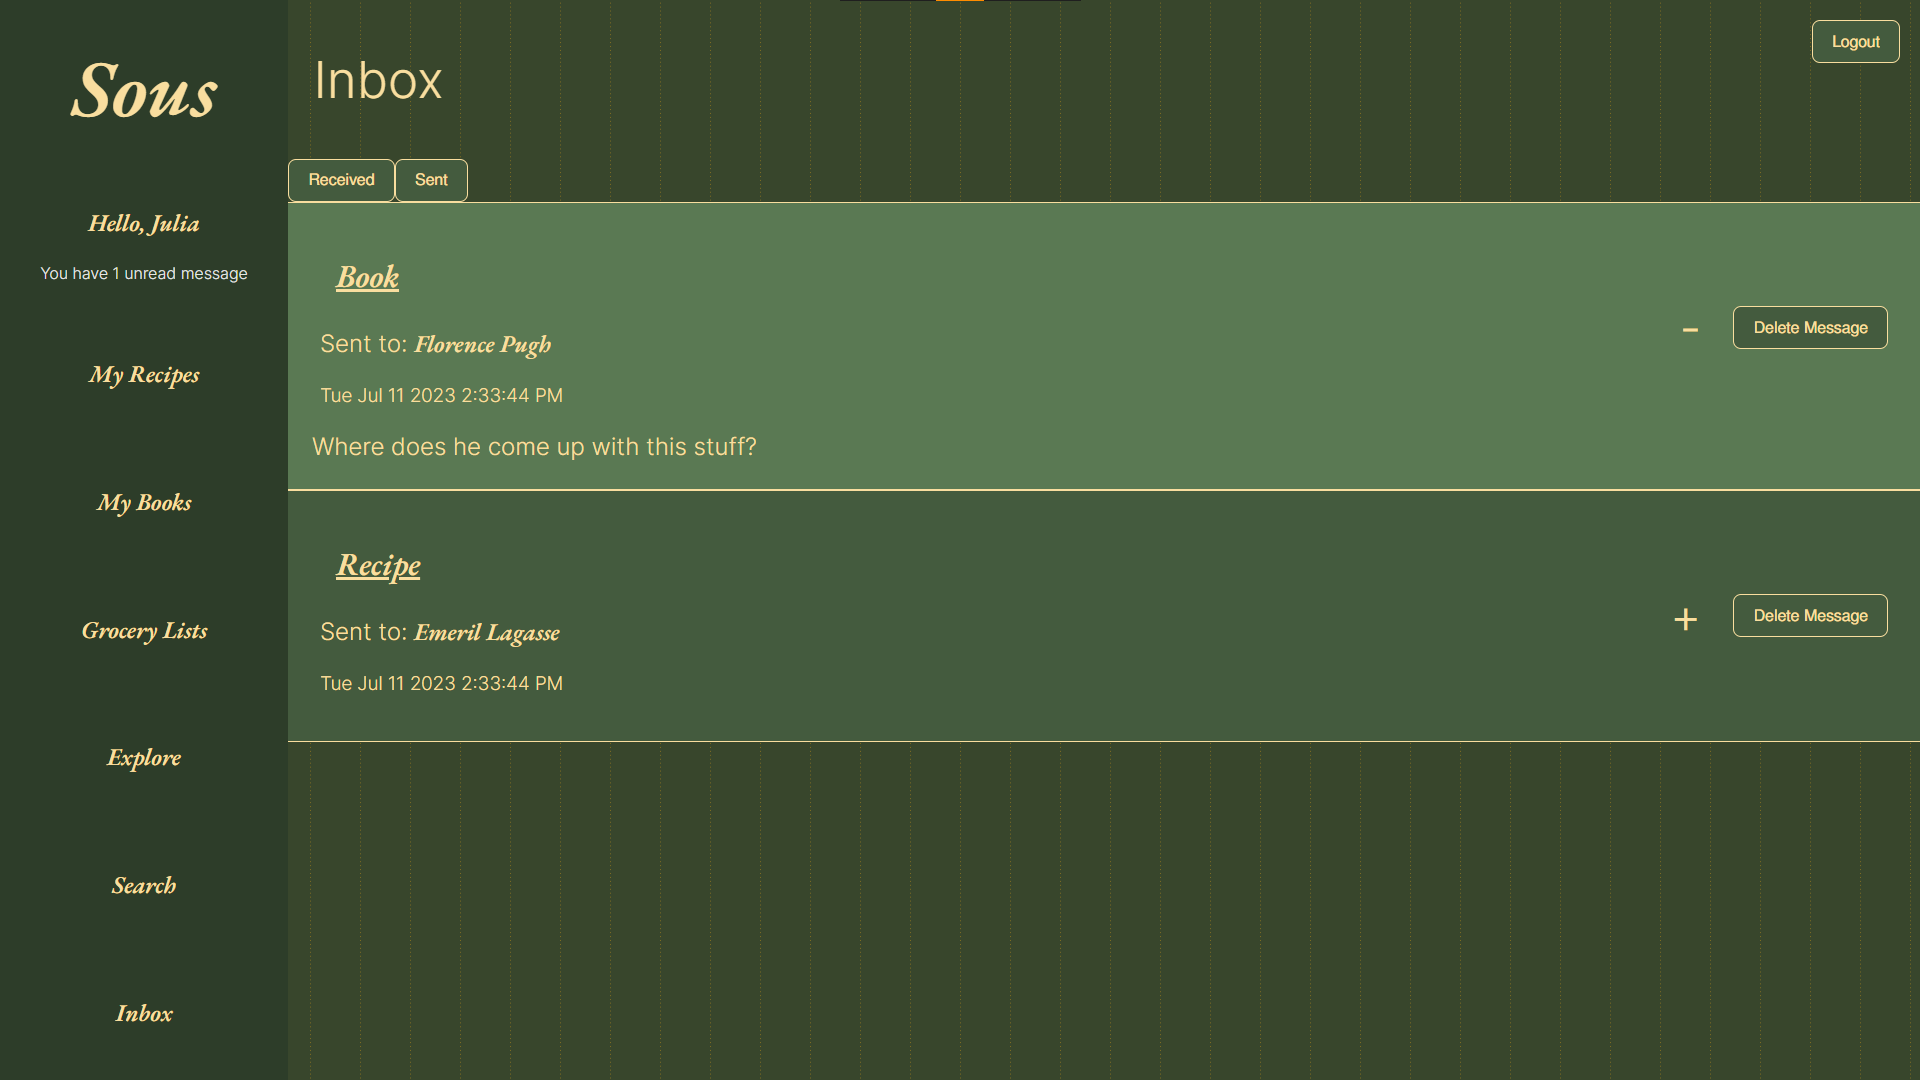 Sous
Hello, Julia
You have 1 unread message
My Recipes
My Books
Grocery Lists
Explore
Search
Inbox
Inbox
Logout
Received
Sent
Book
Sent to: Florence Pugh
Tue Jul 11 2023 2:33:44 PM
Where does he come up with this stuff?
-
Delete Message
Recipe
Sent to: Emeril Lagasse
Tue Jul 11 2023 2:33:44 PM
+
Delete Message